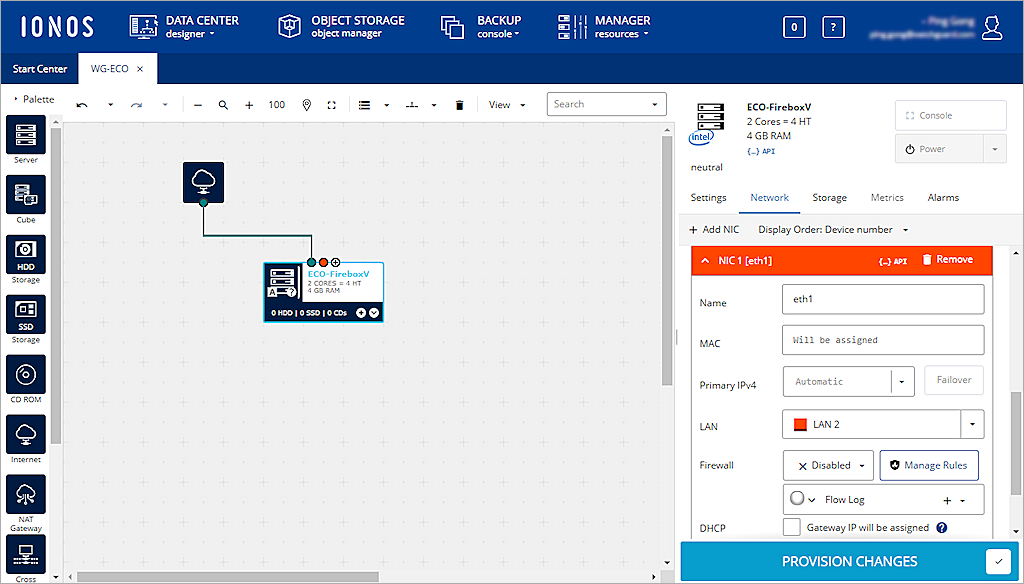 IONOS
DATA CENTER
designer
OBJECT STORAGE
object manager
BACKUP
console
MANAGER
resources
0
?
Start Center
WG-ECO ×
Palette
100
View
Search
Server
Cube
HDD
Storage
SSD
Storage
CD ROM
Internet
NAT
Gateway
Cross
ECO-FireboxV
2 CORES = 4 HT
4 GB RAM
A ?
0 HDD | 0 SSD | 0 CDs
intel
neutral
ECO-FireboxV
2 Cores = 4 HT
4 GB RAM
{...} API
Console
Power
Settings
Network
Storage
Metrics
Alarms
+ Add NIC
Display Order: Device number
NIC 1 [eth1]
{...} API
Remove
Name
eth1
MAC
Will be assigned
Primary IPv4
Automatic
Failover
LAN
LAN 2
Firewall
Disabled
Manage Rules
Flow Log
+
DHCP
Gateway IP will be assigned ?
PROVISION CHANGES